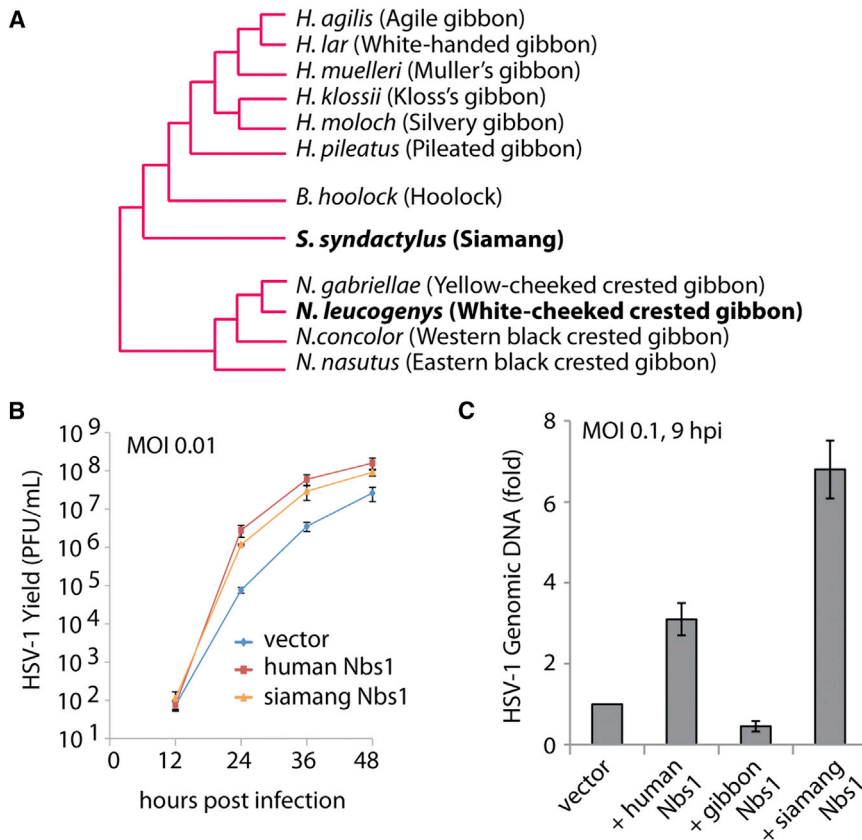 A
H. agilis (Agile gibbon)
H. lar (White-handed gibbon)
H. muelleri (Muller's gibbon)
H. klossii (Kloss's gibbon)
H. moloch (Silvery gibbon)
H. pileatus (Pileated gibbon)
B. hoolock (Hoolock)
S. syndactylus (Siamang)
N. gabriellae (Yellow-cheeked crested gibbon)
N. leucogenys (White-cheeked crested gibbon)
N.concolor (Western black crested gibbon)
N. nasutus (Eastern black crested gibbon)
B
MOI 0.01
HSV-1 Yield (PFU/mL)
10 9
10 8
10 7
10 6
10 5
10 4
10 3
10 2
10 1
vector
human Nbs1
siamang Nbs1
0 12 24 36 48
hours post infection
C
MOI 0.1, 9 hpi
HSV-1 Genomic DNA (fold)
8
6
4
2
0
vector
+ human
Nbs1
+ gibbon
Nbs1
+ siamang
Nbs1